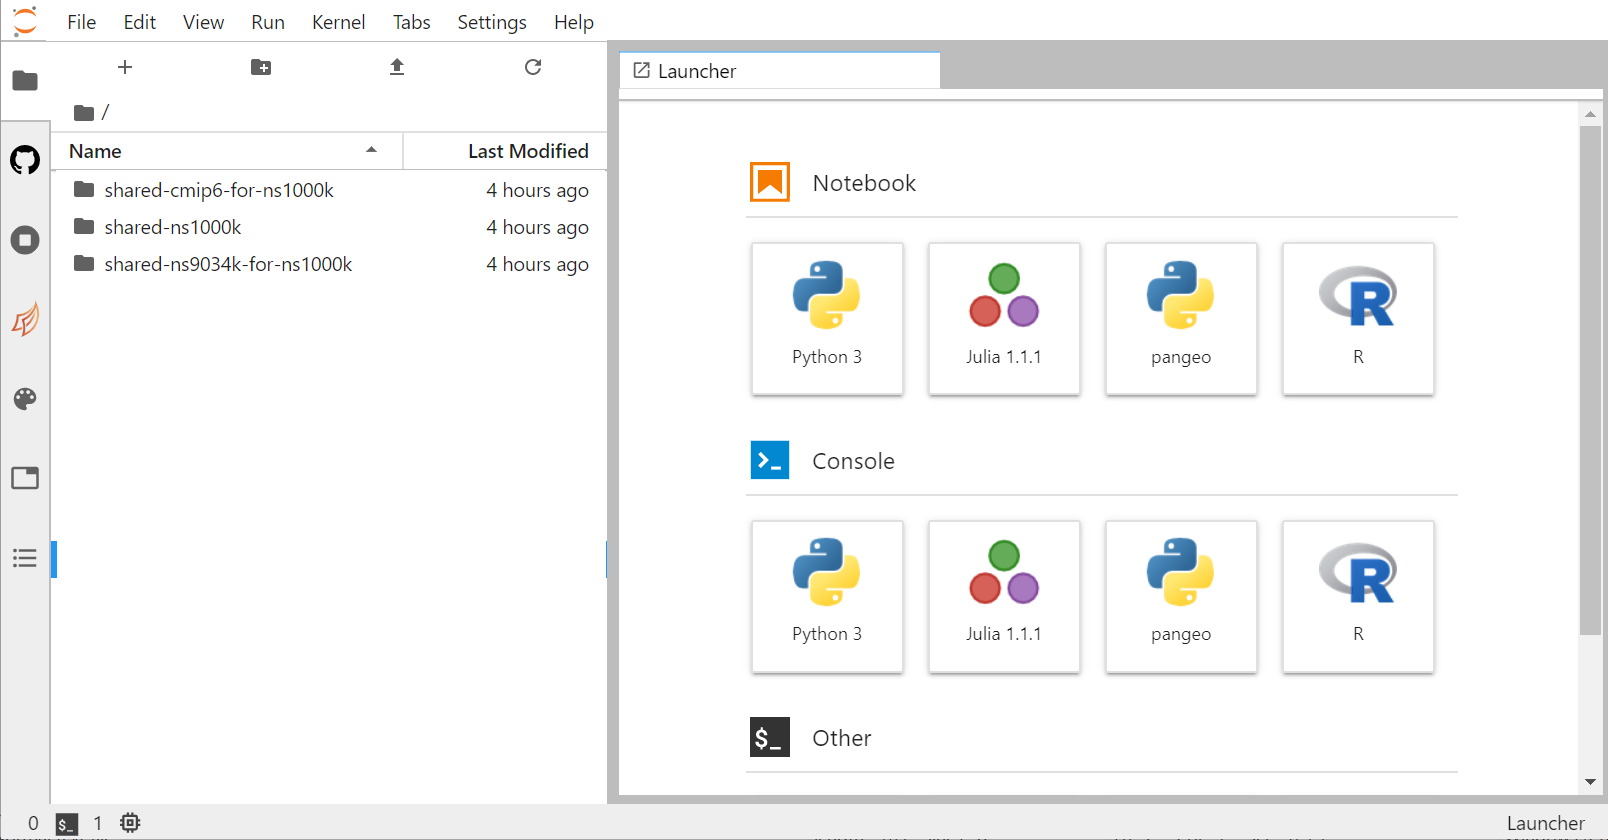 File Edit View Run Kernel Tabs Settings Help
Launcher
/
Name Last Modified
shared-cmip6-for-ns1000k 4 hours ago
shared-ns1000k 4 hours ago
shared-ns9034k-for-ns1000k 4 hours ago
Notebook
Python 3 Julia 1.1.1 pangeo R
Console
Python 3 Julia 1.1.1 pangeo R
$_ Other
0 $_ 1 Launcher